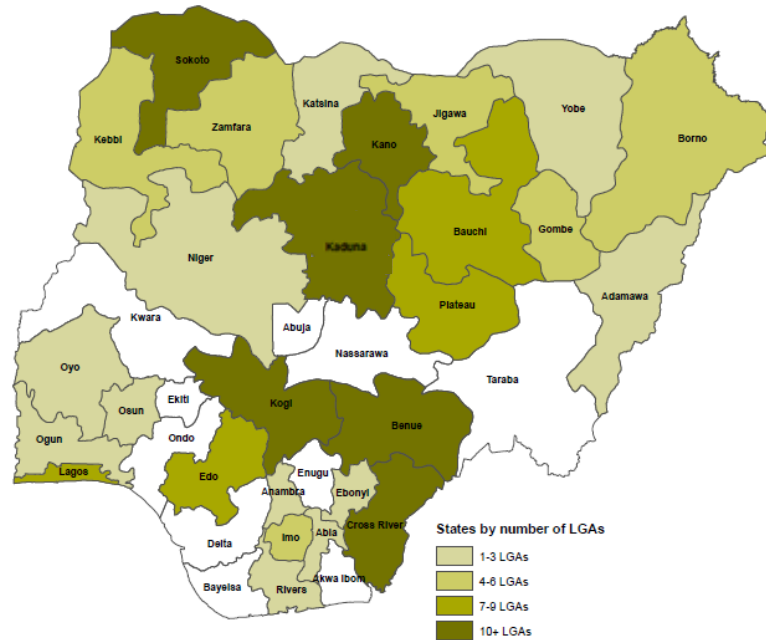 Sokoto
Katsina
Jigawa
Yobe
Kebbi
Zamfara
Kano
Borno
Kaduna
Bauchi
Gombe
Niger
Adamawa
Plateau
Kwara
Abuja
Nassarawa
Oyo
Taraba
Ekiti
Kogi
Osun
Benue
Ogun
Ondo
Lagos
Edo
Enugu
Anambra
Ebonyi
Cross River
Imo
Abia
Delta
Akwa Ibom
Bayelsa
Rivers
States by number of LGAs
1-3 LGAs
4-6 LGAs
7-9 LGAs
10+ LGAs